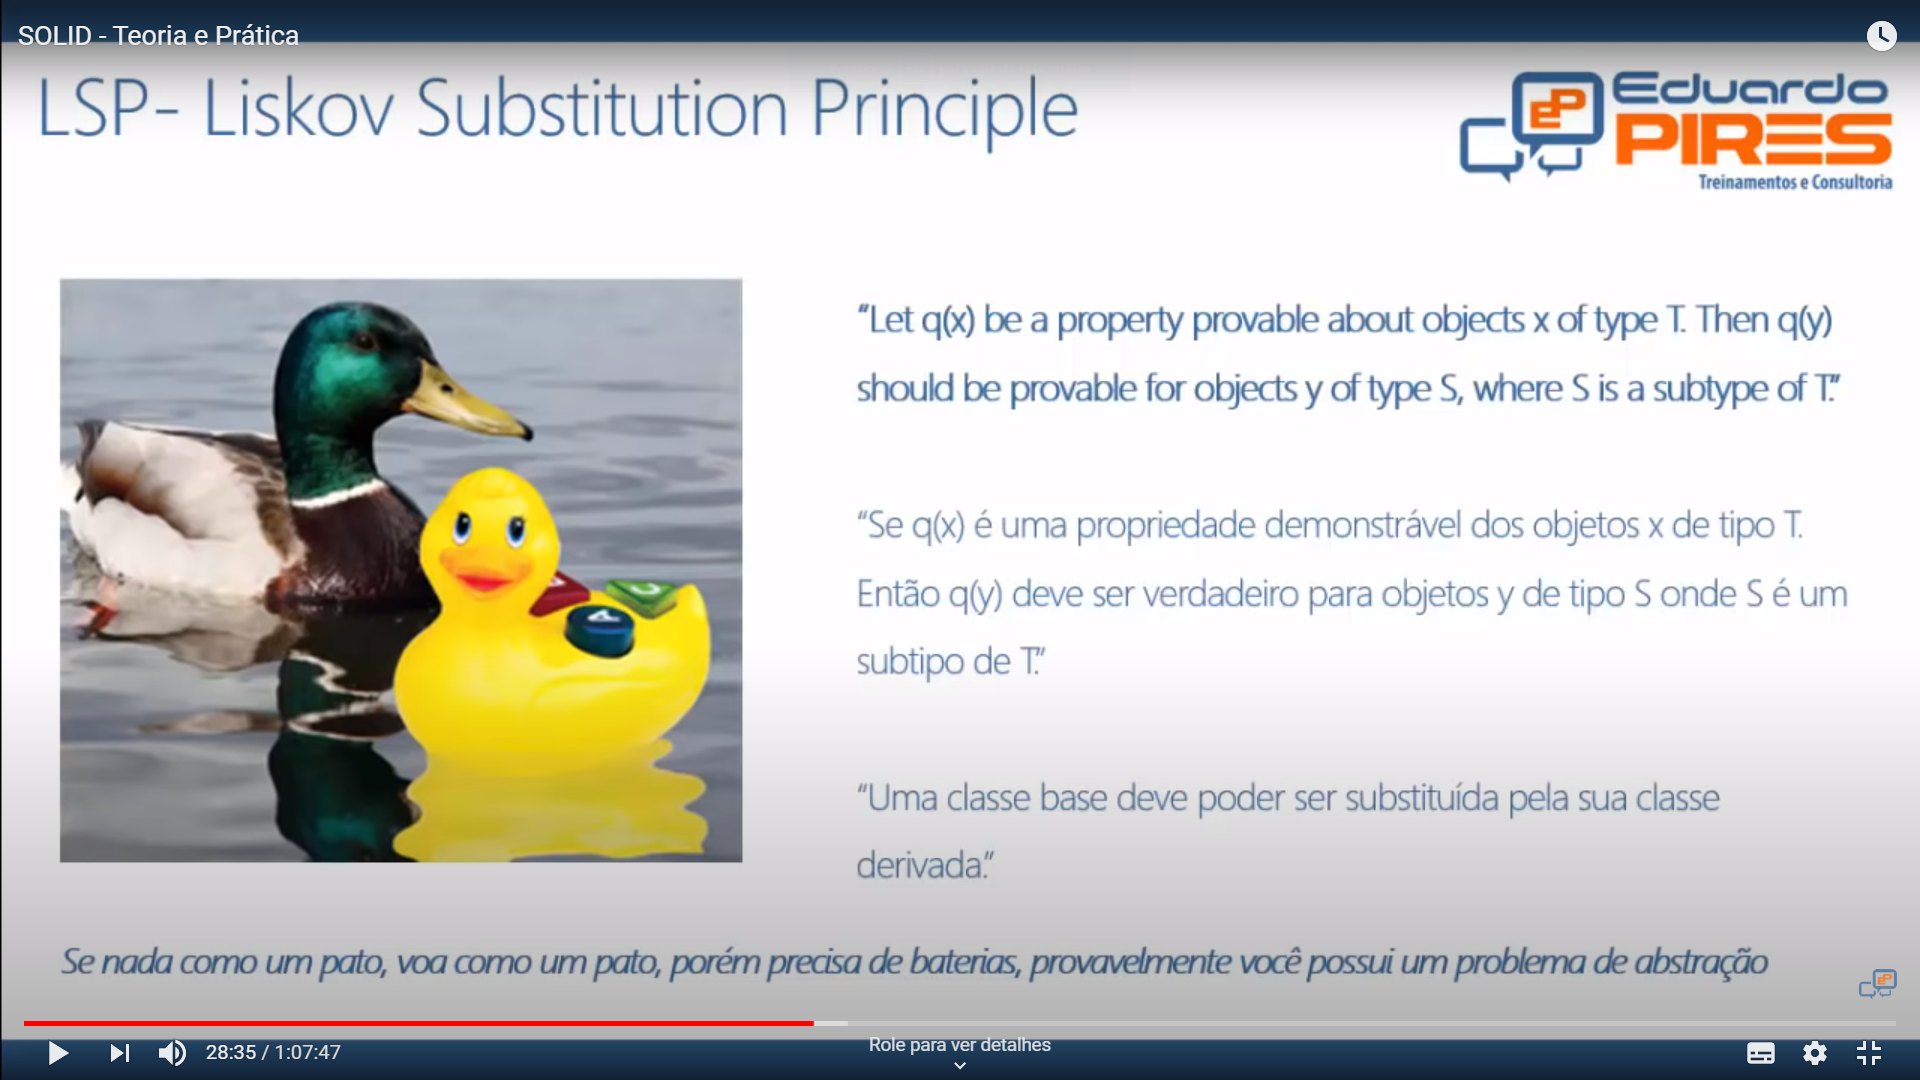 SOLID - Teoria e Prática
LSP- Liskov Substitution Principle
EP
Eduardo
PIRES
Treinamentos e Consultoria
“Let q(x) be a property provable about objects x of type T. Then q(y)
should be provable for objects y of type S, where S is a subtype of T.”
“Se q(x) é uma propriedade demonstrável dos objetos x de tipo T.
Então q(y) deve ser verdadeiro para objetos y de tipo S onde S é um
subtipo de T.”
“Uma classe base deve poder ser substituída pela sua classe
derivada.”
A
Se nada como um pato, voa como um pato, porém precisa de baterias, provavelmente você possui um problema de abstração
EP
28:35 / 1:07:47
Role para ver detalhes